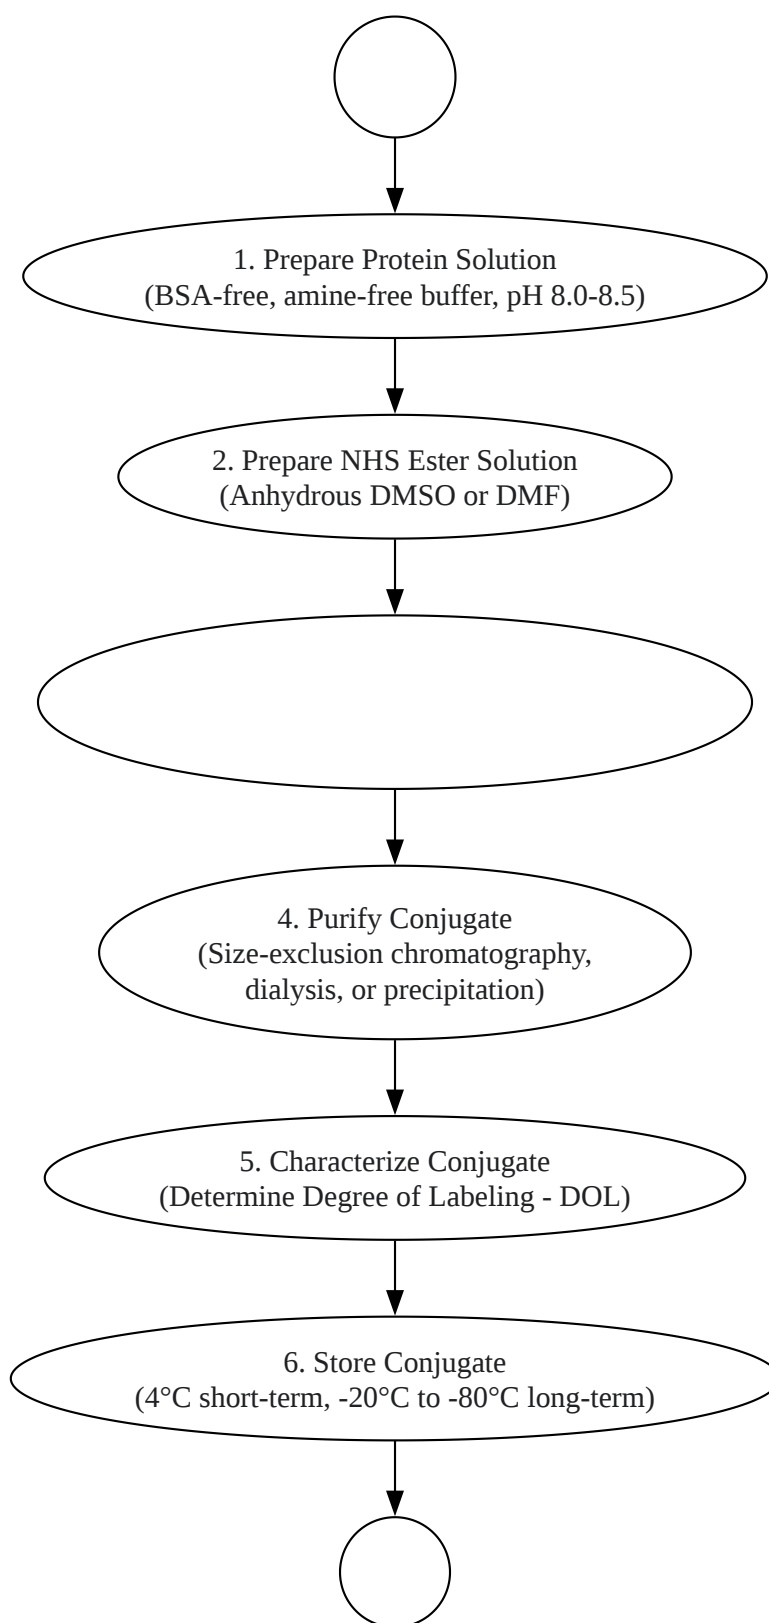 1. Prepare Protein Solution
(BSA-free, amine-free buffer, pH 8.0-8.5)
2. Prepare NHS Ester Solution
(Anhydrous DMSO or DMF)
4. Purify Conjugate
(Size-exclusion chromatography,
dialysis, or precipitation)
5. Characterize Conjugate
(Determine Degree of Labeling - DOL)
6. Store Conjugate
(4°C short-term, -20°C to -80°C long-term)